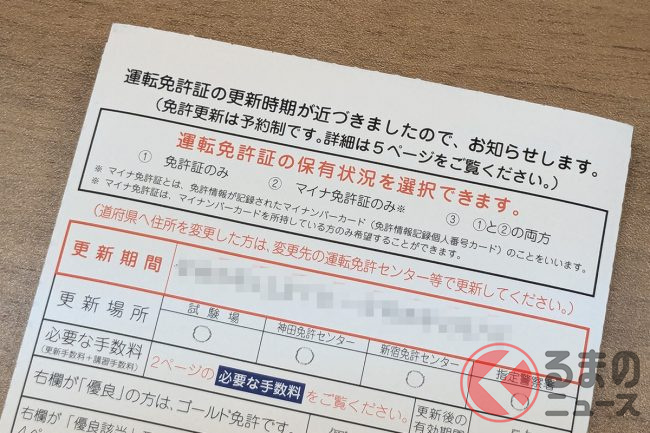 運転免許証の更新時期が近づきましたので、お知らせします。
(免許更新は予約制です。詳細は5ページをご覧ください。)
運転免許証の保有状況を選択できます。
① 免許証のみ ② マイナ免許証のみ※ ③ ①と②の両方
※ マイナ免許証とは、免許情報が記録されたマイナンバーカード(免許情報記録個人番号カード)のことをいいます。
※ マイナ免許証は、マイナンバーカードを所持している方のみ希望することができます。
(道府県へ住所を変更した方は、変更先の運転免許センター等で更新してください。)
更新期間
更新場所 試験場 神田免許センター 新宿免許センター 指定警察署
○ ○ ○ ○
必要な手数料
(更新手数料+講習手数料)
2ページの 必要な手数料 をご覧ください。
右欄が「優良」の方は、ゴールド免許です。
更新後の
有効期間
右欄が「優良該当」
くるまの
ニュース